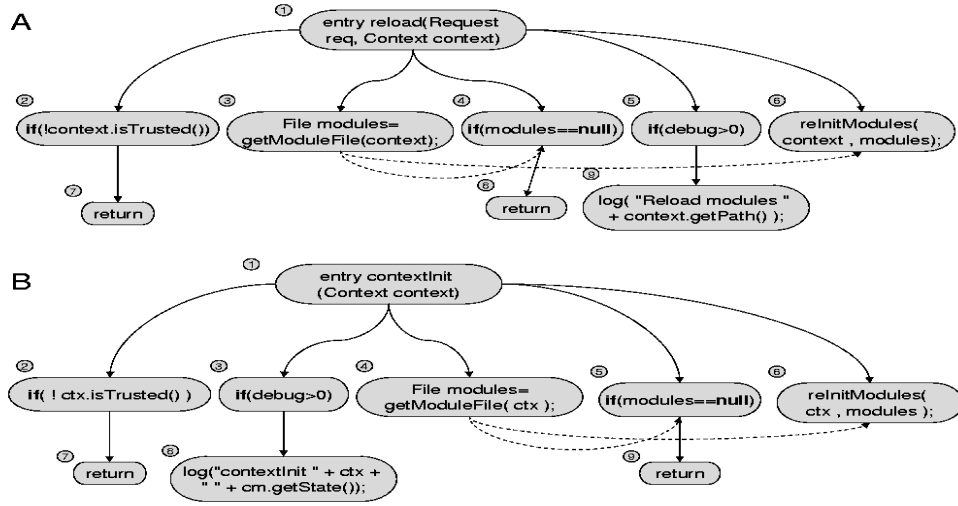 A
1
entry reload(Request
req, Context context)
2
if(!context.isTrusted())
3
File modules=
getModuleFile(context);
4
if(modules==null)
5
if(debug>0)
6
reInitModules(
context , modules);
7
return
8
return
9
log( "Reload modules "
+ context.getPath() );
B
1
entry contextInit
(Context context)
2
if( ! ctx.isTrusted() )
3
if(debug>0)
4
File modules=
getModuleFile( ctx );
5
if(modules==null)
6
reInitModules(
ctx , modules );
7
return
8
log("contextInit " + ctx +
" " + cm.getState());
9
return